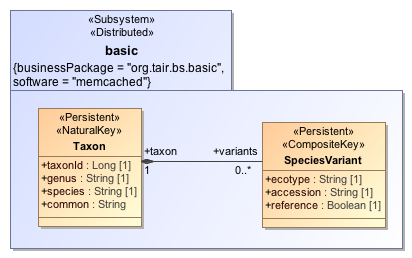 «Subsystem»
«Distributed»
basic
{businessPackage = "org.tair.bs.basic",
software = "memcached"}
«Persistent»
«NaturalKey»
Taxon
+taxonId : Long [1]
+genus : String [1]
+species : String [1]
+common : String
+taxon
1
+variants
0..*
«Persistent»
«CompositeKey»
SpeciesVariant
+ecotype : String [1]
+accession : String [1]
+reference : Boolean [1]